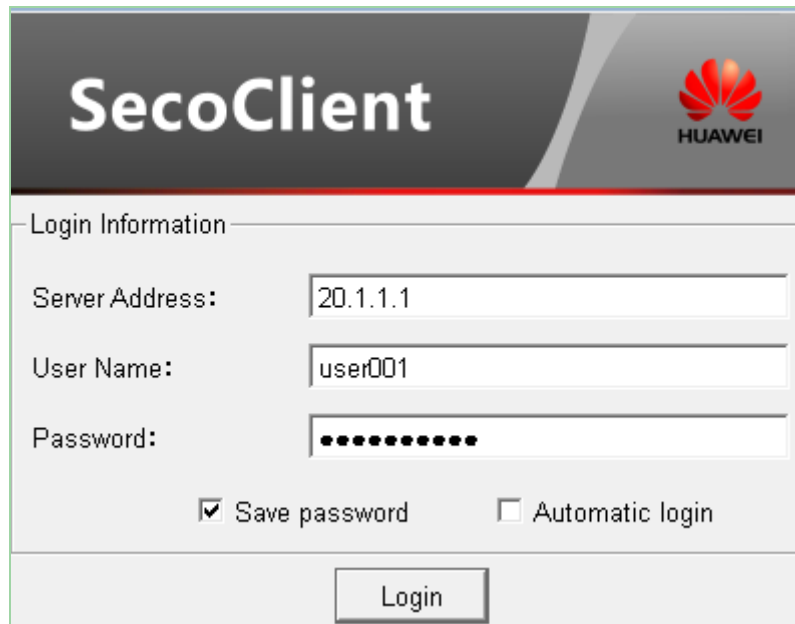 SecoClient
HUAWEI
Login Information
Server Address:
20.1.1.1
User Name:
user001
Password:
••••••••••
Save password
Automatic login
Login